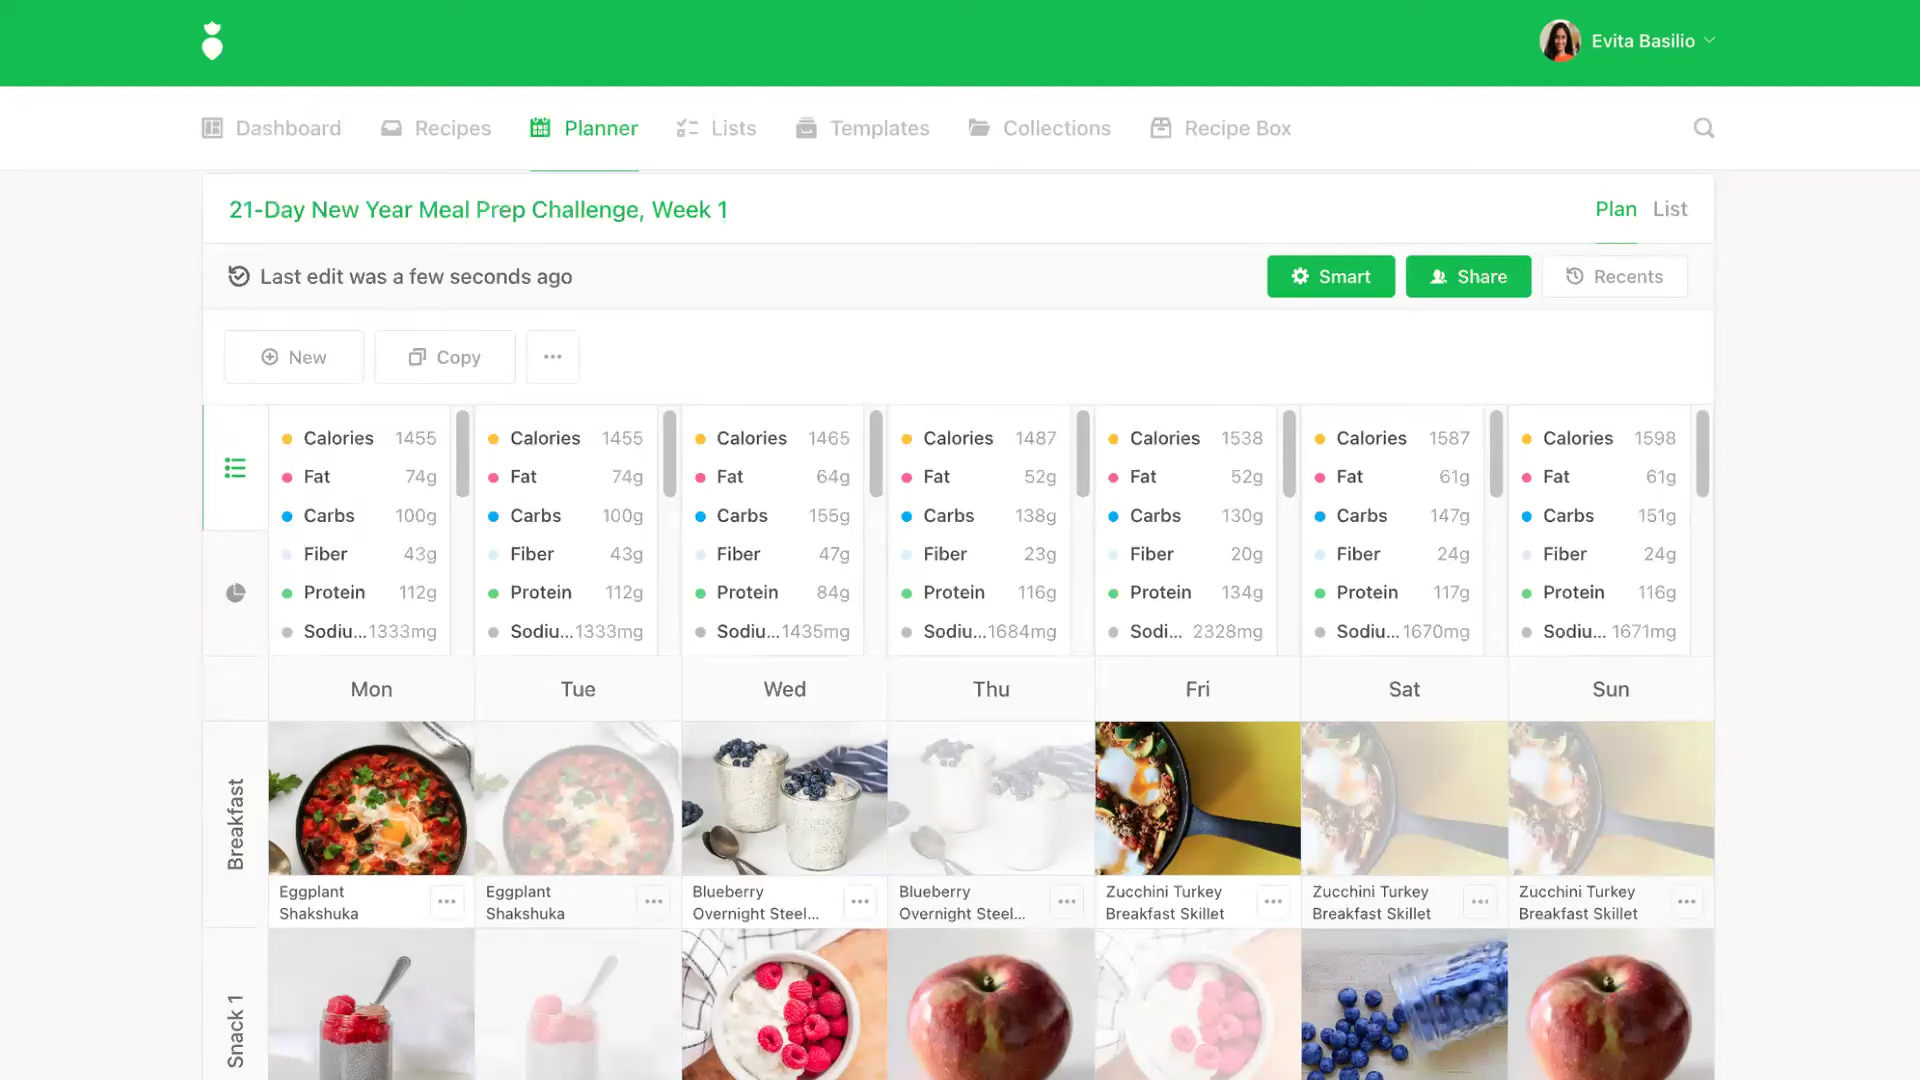 Evita Basilio
Dashboard Recipes Planner Lists Templates Collections Recipe Box
21-Day New Year Meal Prep Challenge, Week 1
Plan List
Last edit was a few seconds ago
Smart Share Recents
New Copy ...
Calories 1455 Calories 1455 Calories 1465 Calories 1487 Calories 1538 Calories 1587 Calories 1598
Fat 74g Fat 74g Fat 64g Fat 52g Fat 52g Fat 61g Fat 61g
Carbs 100g Carbs 100g Carbs 155g Carbs 138g Carbs 130g Carbs 147g Carbs 151g
Fiber 43g Fiber 43g Fiber 47g Fiber 23g Fiber 20g Fiber 24g Fiber 24g
Protein 112g Protein 112g Protein 84g Protein 116g Protein 134g Protein 117g Protein 116g
Sodiu...1333mg Sodiu...1333mg Sodiu...1435mg Sodiu...1684mg Sodi... 2328mg Sodiu... 1670mg Sodiu... 1671mg
Mon Tue Wed Thu Fri Sat Sun
Breakfast
Eggplant
Shakshuka
Eggplant
Shakshuka
Blueberry
Overnight Steel...
Blueberry
Overnight Steel...
Zucchini Turkey
Breakfast Skillet
Zucchini Turkey
Breakfast Skillet
Zucchini Turkey
Breakfast Skillet
Snack 1